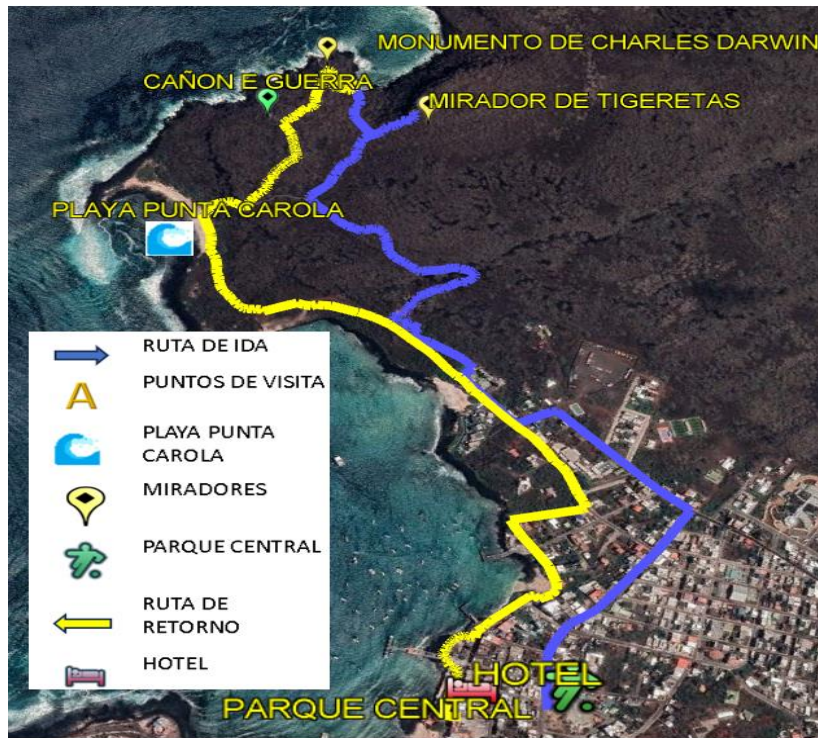 MONUMENTO DE CHARLES DARWIN
CAÑON E GUERRA
MIRADOR DE TIGERETAS
PLAYA PUNTA CAROLA
RUTA DE IDA
A
PUNTOS DE VISITA
PLAYA PUNTA
CAROLA
MIRADORES
PARQUE CENTRAL
RUTA DE
RETORNO
HOTEL
HOTEL
PARQUE CENTRAL